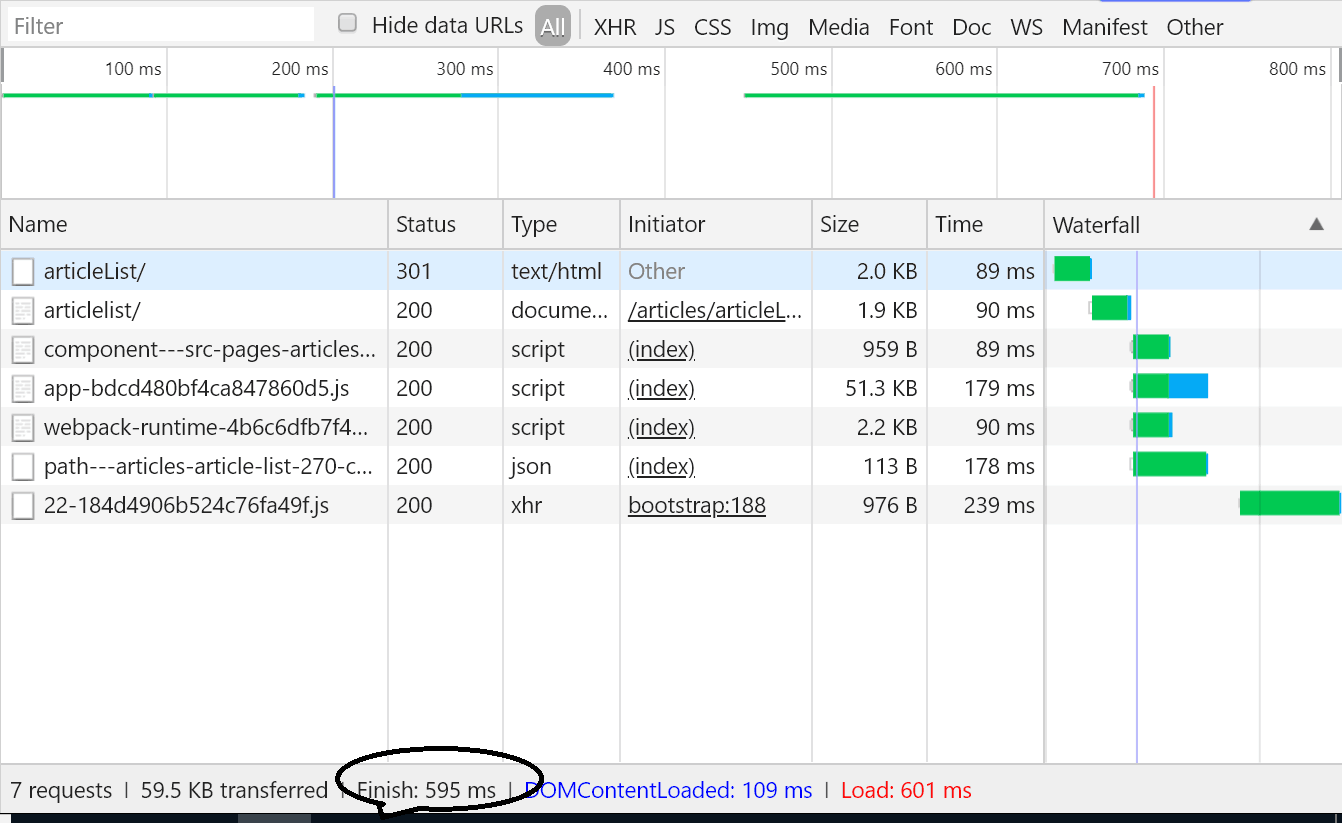 Filter Hide data URLs All XHR JS CSS Img Media Font Doc WS Manifest Other
100 ms 200 ms 300 ms 400 ms 500 ms 600 ms 700 ms 800 ms
Name Status Type Initiator Size Time Waterfall ▲
articleList/ 301 text/html Other 2.0 KB 89 ms
articlelist/ 200 docume... /articles/articleL... 1.9 KB 90 ms
component---src-pages-articles... 200 script (index) 959 B 89 ms
app-bdcd480bf4ca847860d5.js 200 script (index) 51.3 KB 179 ms
webpack-runtime-4b6c6dfb7f4... 200 script (index) 2.2 KB 90 ms
path---articles-article-list-270-c... 200 json (index) 113 B 178 ms
22-184d4906b524c76fa49f.js 200 xhr bootstrap:188 976 B 239 ms
7 requests | 59.5 KB transferred | Finish: 595 ms | DOMContentLoaded: 109 ms | Load: 601 ms